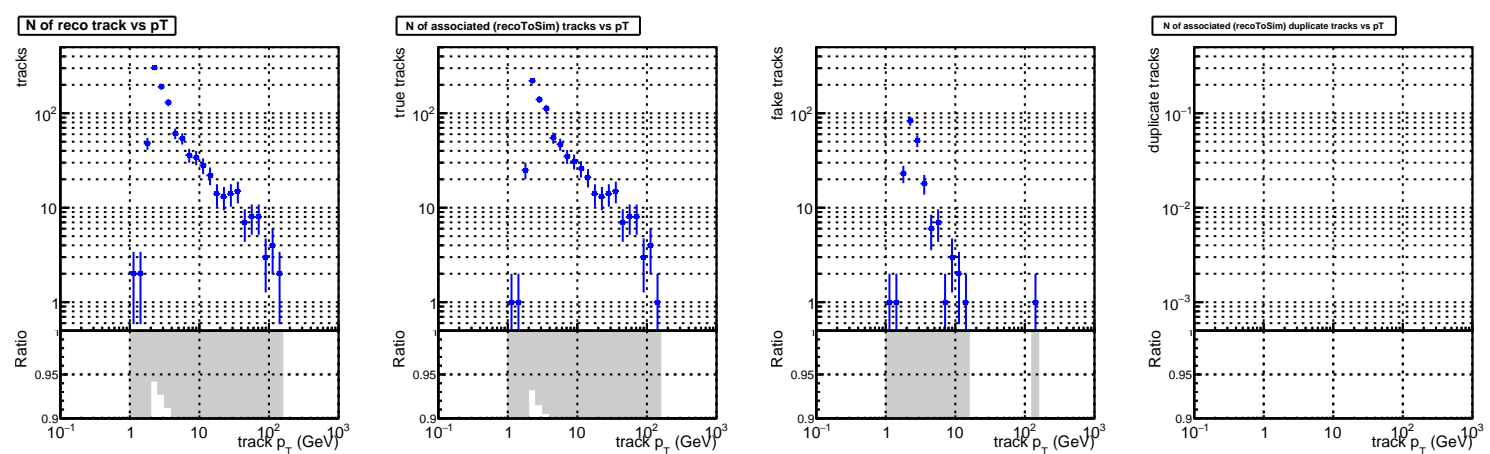 N of reco track vs pT
tracks
10²
10
1
Ratio
1
0.95
0.9
10⁻¹ 1 10 10² 10³
track p_T (GeV)
N of associated (recoToSim) tracks vs pT
true tracks
10²
10
1
Ratio
1
0.95
0.9
10⁻¹ 1 10 10² 10³
track p_T (GeV)
fake tracks
10²
10
1
Ratio
1
0.95
0.9
10⁻¹ 1 10 10² 10³
track p_T (GeV)
N of associated (recoToSim) duplicate tracks vs pT
duplicate tracks
10⁻¹
10⁻²
10⁻³
Ratio
1
0.95
0.9
10⁻¹ 1 10 10² 10³
track p_T (GeV)